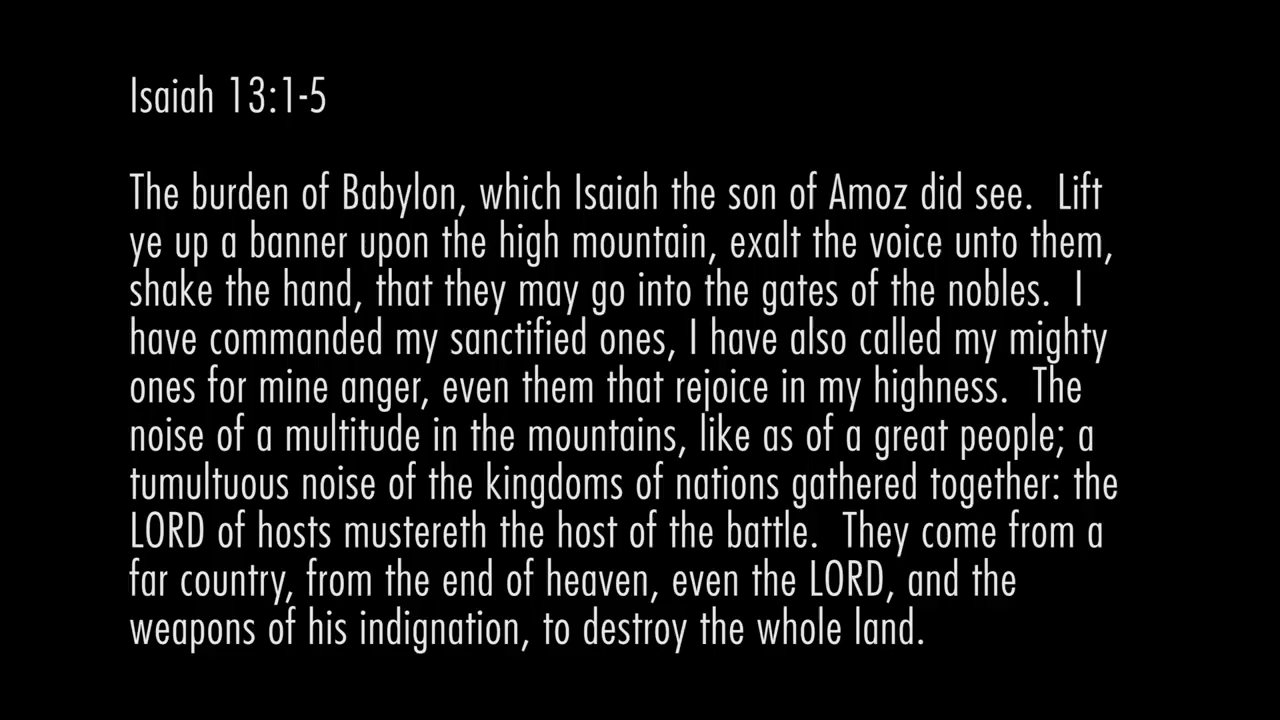 Isaiah 13:1-5
The burden of Babylon, which Isaiah the son of Amoz did see.  Lift
ye up a banner upon the high mountain, exalt the voice unto them,
shake the hand, that they may go into the gates of the nobles.  I
have commanded my sanctified ones, I have also called my mighty
ones for mine anger, even them that rejoice in my highness.  The
noise of a multitude in the mountains, like as of a great people; a
tumultuous noise of the kingdoms of nations gathered together: the
LORD of hosts mustereth the host of the battle.  They come from a
far country, from the end of heaven, even the LORD, and the
weapons of his indignation, to destroy the whole land.